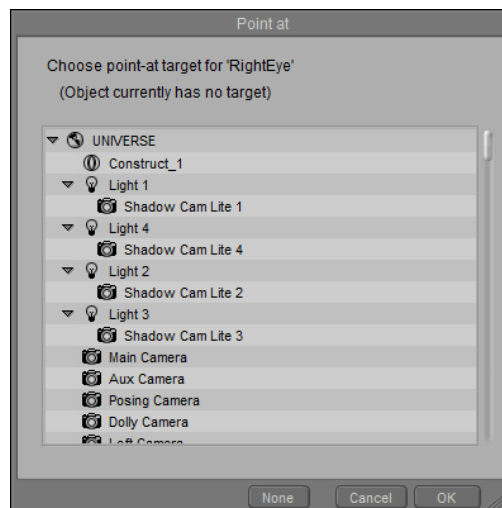 Point at
Choose point-at target for 'RightEye'
(Object currently has no target)
UNIVERSE
Construct_1
Light 1
Shadow Cam Lite 1
Light 4
Shadow Cam Lite 4
Light 2
Shadow Cam Lite 2
Light 3
Shadow Cam Lite 3
Main Camera
Aux Camera
Posing Camera
Dolly Camera
Left Camera
None Cancel OK